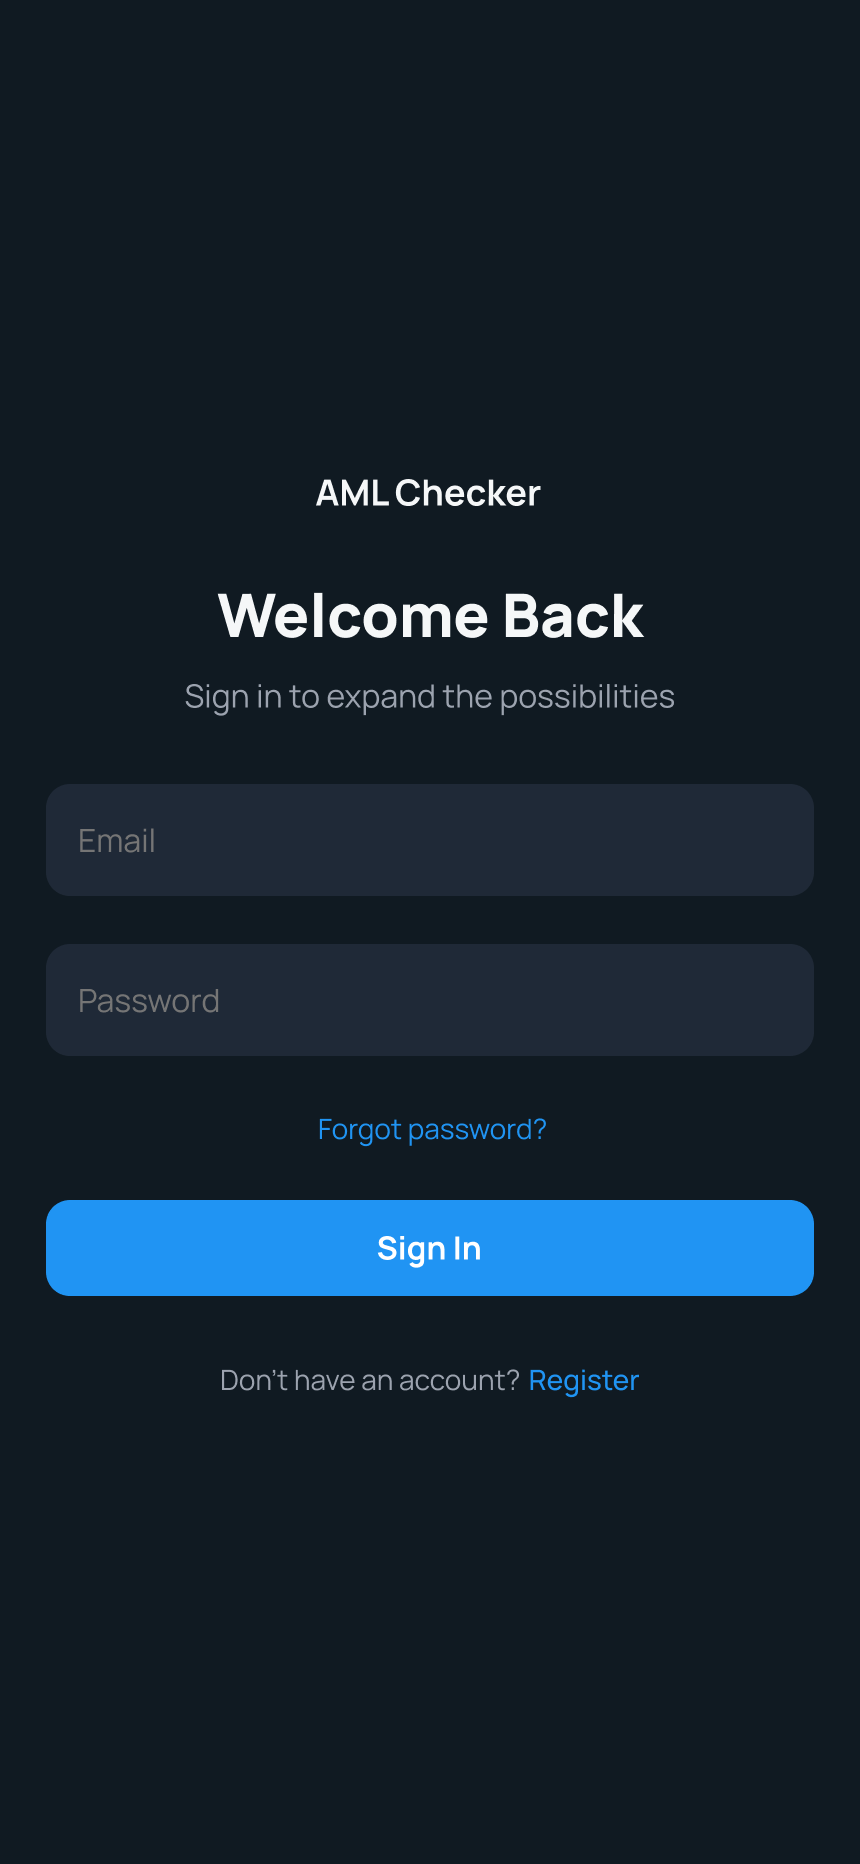 AML Checker
Welcome Back
Sign in to expand the possibilities
Email
Password
Forgot password?
Sign In
Don't have an account? Register